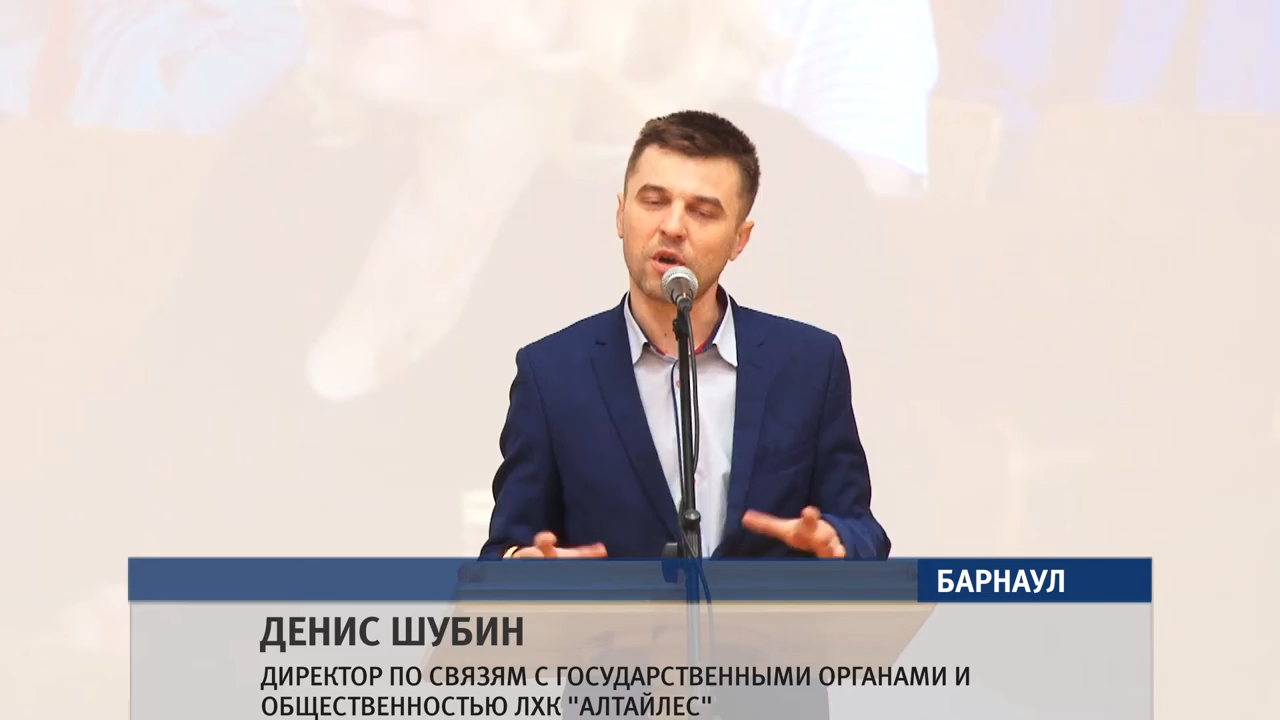 БАРНАУЛ
ДЕНИС ШУБИН
ДИРЕКТОР ПО СВЯЗЯМ С ГОСУДАРСТВЕННЫМИ ОРГАНАМИ И
ОБЩЕСТВЕННОСТЬЮ ЛХК "АЛТАЙЛЕС"